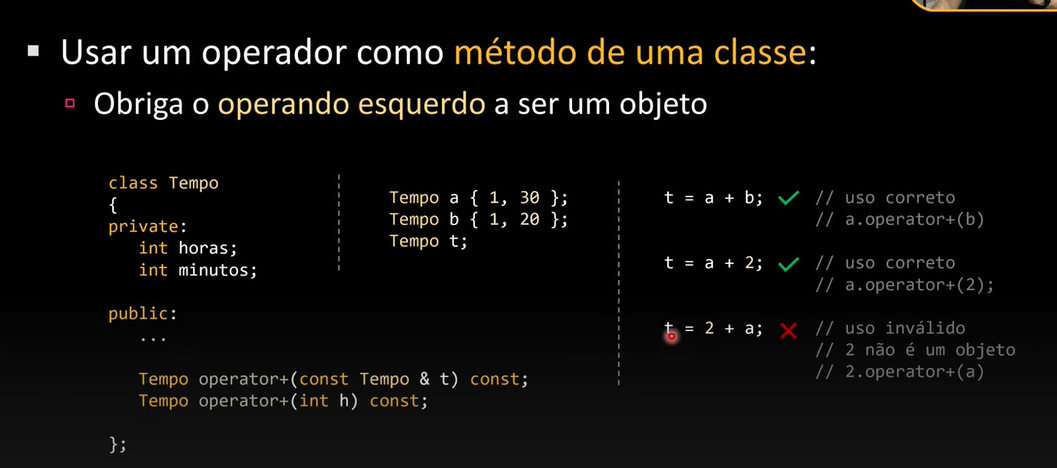 Usar um operador como método de uma classe:
Obriga o operando esquerdo a ser um objeto
class Tempo
{
private:
int horas;
int minutos;
public:
...
Tempo operator+(const Tempo & t) const;
Tempo operator+(int h) const;
};
Tempo a { 1, 30 };
Tempo b { 1, 20 };
Tempo t;
t = a + b; // uso correto
// a.operator+(b)
t = a + 2; // uso correto
// a.operator+(2);
t = 2 + a; // uso inválido
// 2 não é um objeto
// 2.operator+(a)